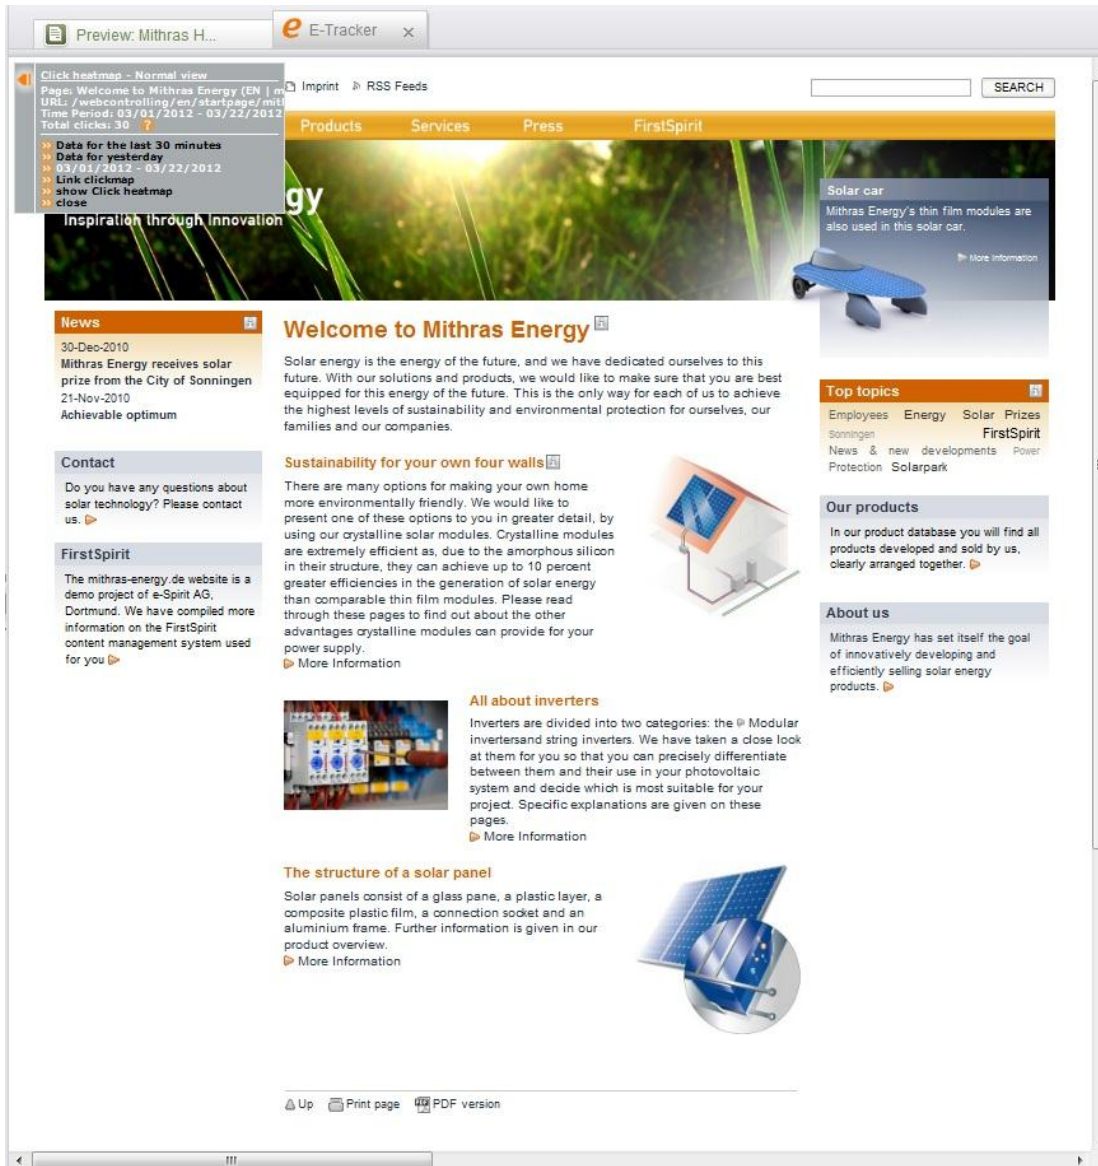 Preview: Mithras H...
E-Tracker
Click heatmap - Normal view
Page: Welcome to Mithras Energy (EN | m
URL: /webcontrolling/en/startpage/mit
Time Period: 03/01/2012 - 03/22/2012
Total clicks: 30 ?
Data for the last 30 minutes
Data for yesterday
03/01/2012 - 03/22/2012
Link clickmap
show Click heatmap
close
Imprint RSS Feeds
SEARCH
Products Services Press FirstSpirit
gy
Inspiration through Innovation
Solar car
Mithras Energy's thin film modules are
also used in this solar car.
More Information
News
30-Dec-2010
Mithras Energy receives solar
prize from the City of Sonningen
21-Nov-2010
Achievable optimum
Contact
Do you have any questions about
solar technology? Please contact
us.
FirstSpirit
The mithras-energy.de website is a
demo project of e-Spirit AG,
Dortmund. We have compiled more
information on the FirstSpirit
content management system used
for you
Welcome to Mithras Energy
Solar energy is the energy of the future, and we have dedicated ourselves to this
future. With our solutions and products, we would like to make sure that you are best
equipped for this energy of the future. This is the only way for each of us to achieve
the highest levels of sustainability and environmental protection for ourselves, our
families and our companies.
Sustainability for your own four walls
There are many options for making your own home
more environmentally friendly. We would like to
present one of these options to you in greater detail, by
using our crystalline solar modules. Crystalline modules
are extremely efficient as, due to the amorphous silicon
in their structure, they can achieve up to 10 percent
greater efficiencies in the generation of solar energy
than comparable thin film modules. Please read
through these pages to find out about the other
advantages crystalline modules can provide for your
power supply.
More Information
All about inverters
Inverters are divided into two categories: the Modular
invertersand string inverters. We have taken a close look
at them for you so that you can precisely differentiate
between them and their use in your photovoltaic
system and decide which is most suitable for your
project. Specific explanations are given on these
pages.
More Information
The structure of a solar panel
Solar panels consist of a glass pane, a plastic layer, a
composite plastic film, a connection socket and an
aluminium frame. Further information is given in our
product overview.
More Information
Top topics
Employees Energy Solar Prizes
Sonningen FirstSpirit
News & new developments Power
Protection Solarpark
Our products
In our product database you will find all
products developed and sold by us,
clearly arranged together.
About us
Mithras Energy has set itself the goal
of innovatively developing and
efficiently selling solar energy
products.
Up Print page PDF version